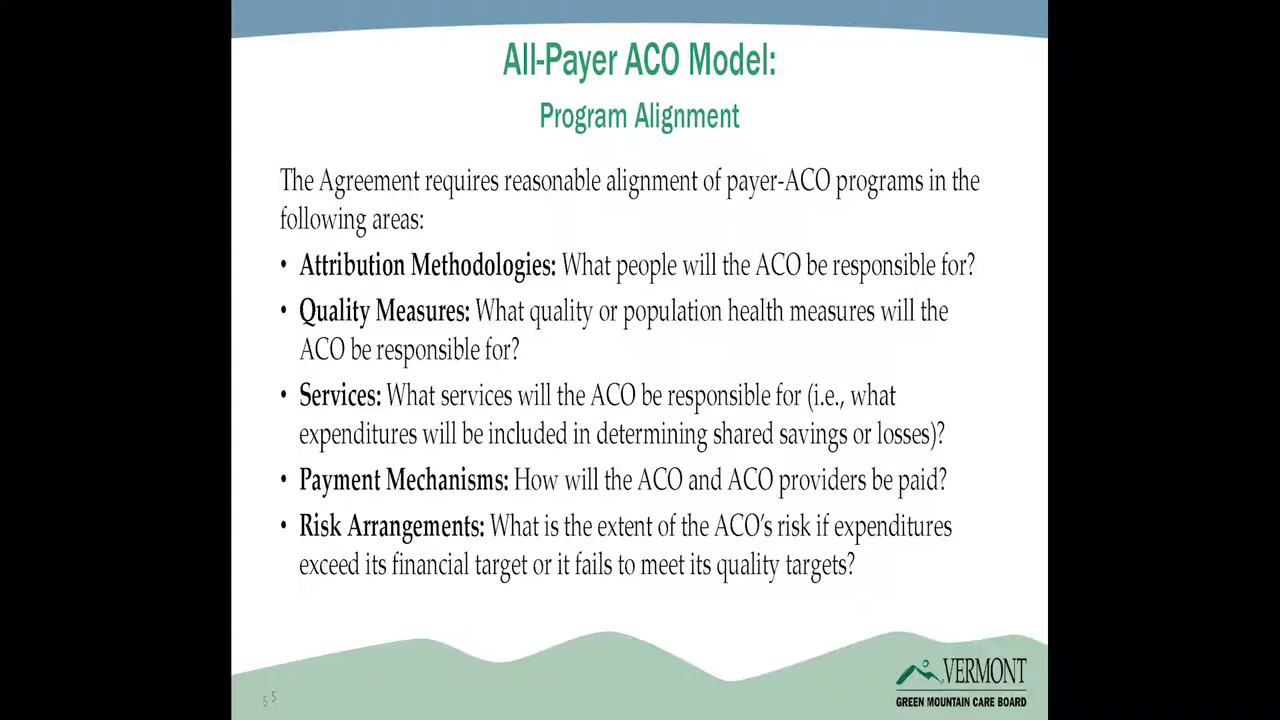 All-Payer ACO Model:
Program Alignment
The Agreement requires reasonable alignment of payer-ACO programs in the
following areas:
• Attribution Methodologies: What people will the ACO be responsible for?
• Quality Measures: What quality or population health measures will the
ACO be responsible for?
• Services: What services will the ACO be responsible for (i.e., what
expenditures will be included in determining shared savings or losses)?
• Payment Mechanisms: How will the ACO and ACO providers be paid?
• Risk Arrangements: What is the extent of the ACO’s risk if expenditures
exceed its financial target or it fails to meet its quality targets?
5 5
VERMONT
GREEN MOUNTAIN CARE BOARD